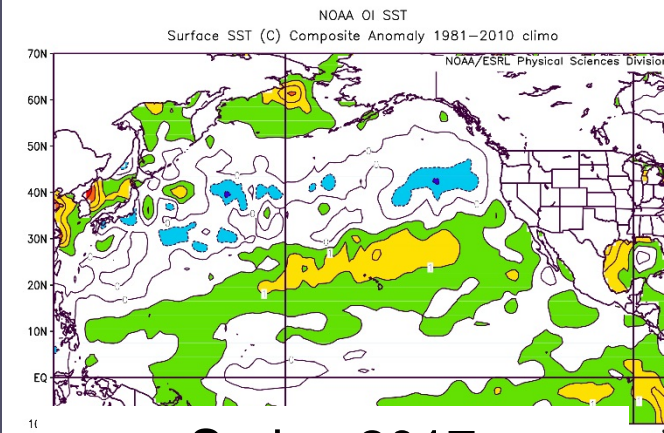 NOAA OI SST
Surface SST (C) Composite Anomaly 1981-2010 climo
70N
NOAA/ESRL Physical Sciences Division
60N
50N
40N
30N
20N
10N
EQ
2017